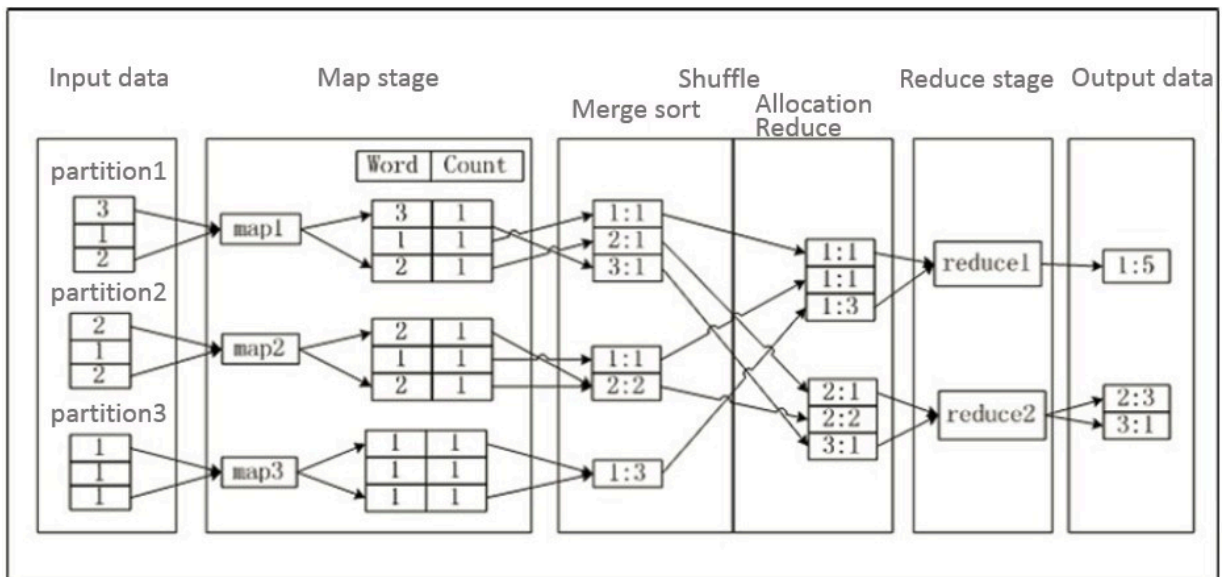 Input data
Map stage
Shuffle
Reduce stage
Output data
Merge sort
Allocation
Reduce
Word Count
partition1
3
1
2
map1
3 1
1 1
2 1
1:1
2:1
3:1
1:1
1:1
1:3
reduce1
1:5
partition2
2
1
2
map2
2 1
1 1
2 1
1:1
2:2
2:1
2:2
3:1
reduce2
2:3
3:1
partition3
1
1
1
map3
1 1
1 1
1 1
1:3